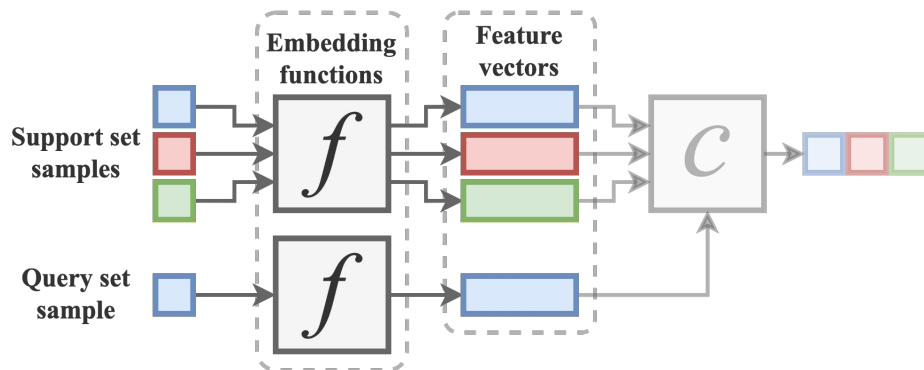 Embedding
functions
Feature
vectors
Support set
samples
f
c
Query set
sample
f